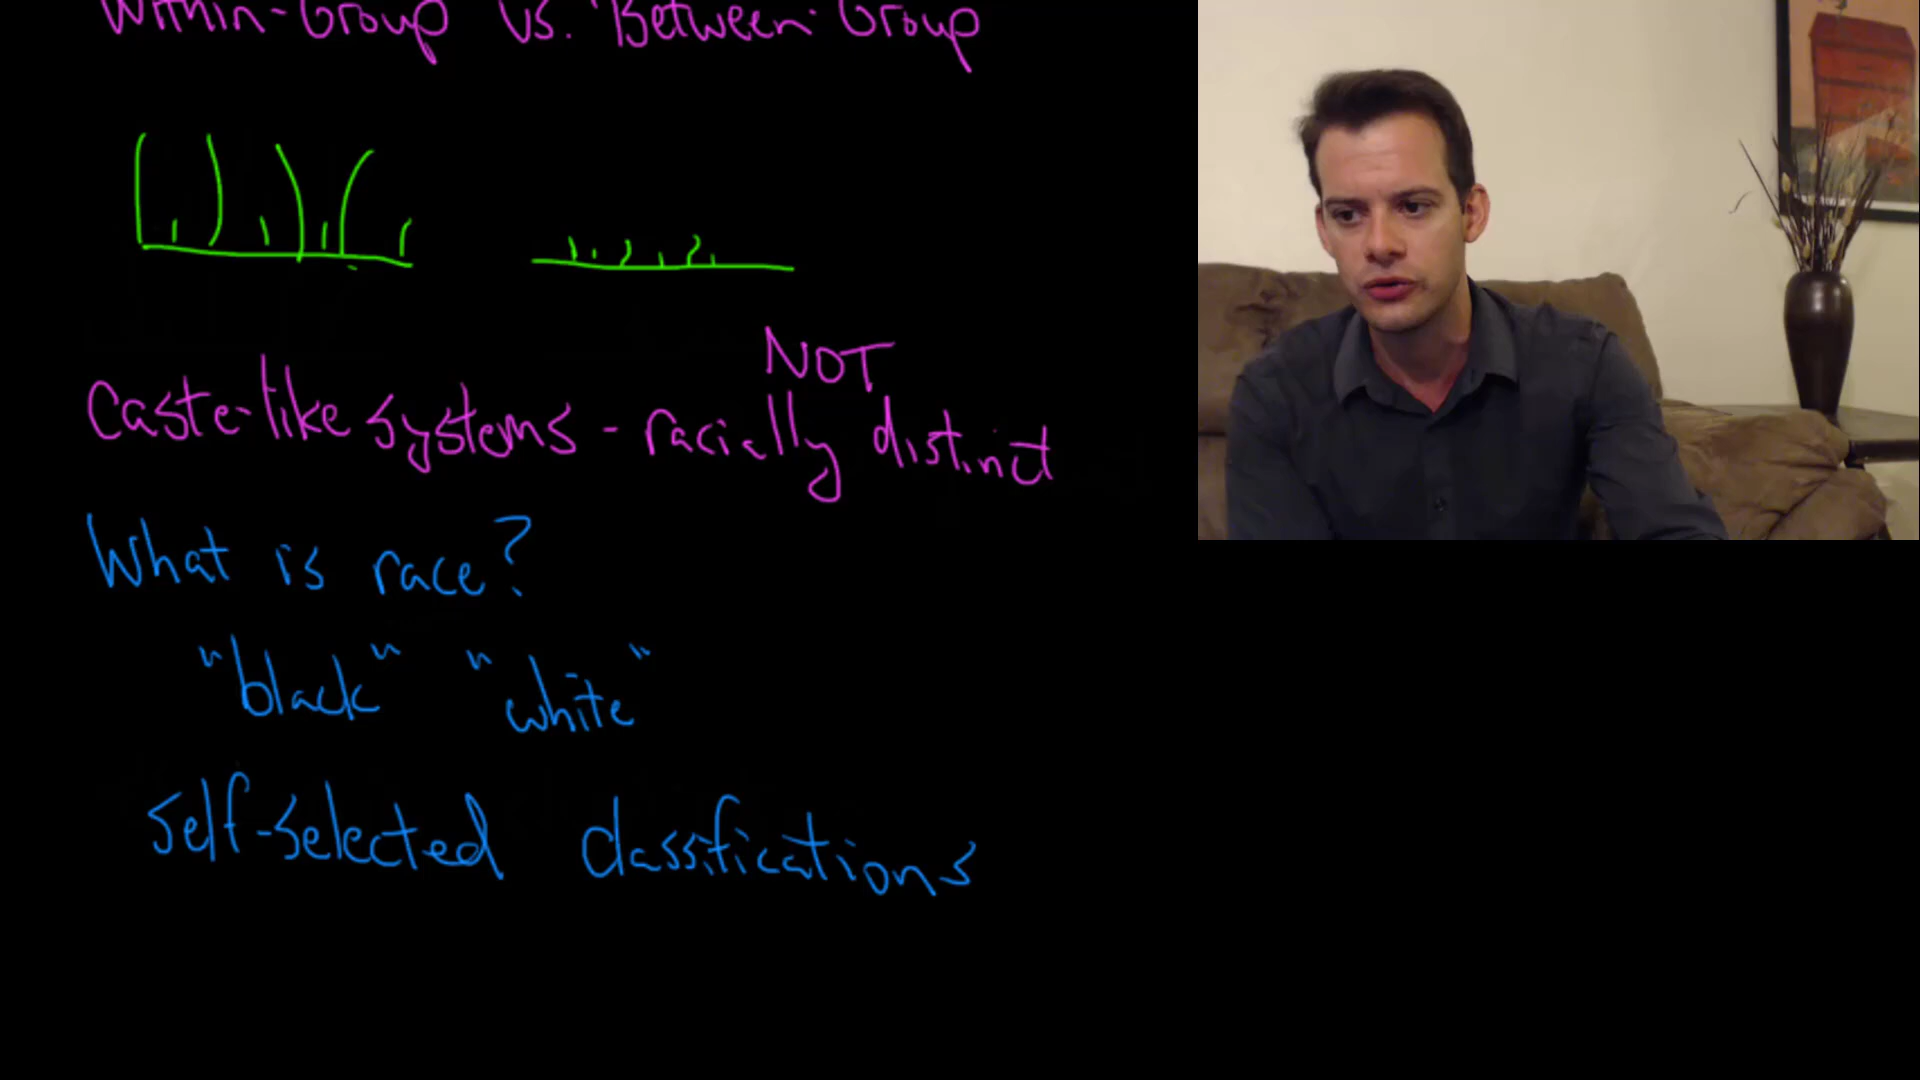 Within-Group vs. Between-Group
NOT
Caste-like systems - racially distinct
What is race?
"black" "white"
self-selected classifications